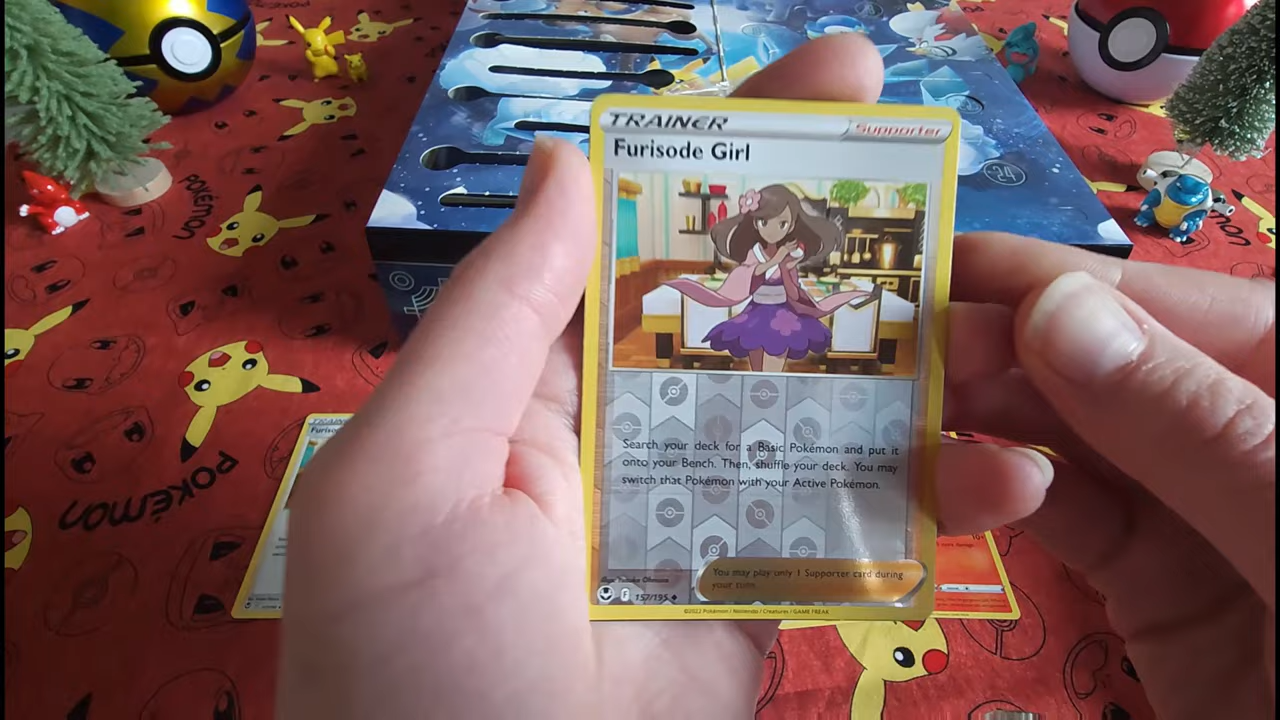 TRAINER
Supporter
Furisode Girl
Search your deck for a Basic Pokémon and put it
onto your Bench. Then, shuffle your deck. You may
switch that Pokémon with your Active Pokémon.
You may play only 1 Supporter card during
your turn.
F 157/195
©2022 Pokémon / Nintendo / Creatures / GAME FREAK
24
POKÉMON
POKÉMON
TRAINER